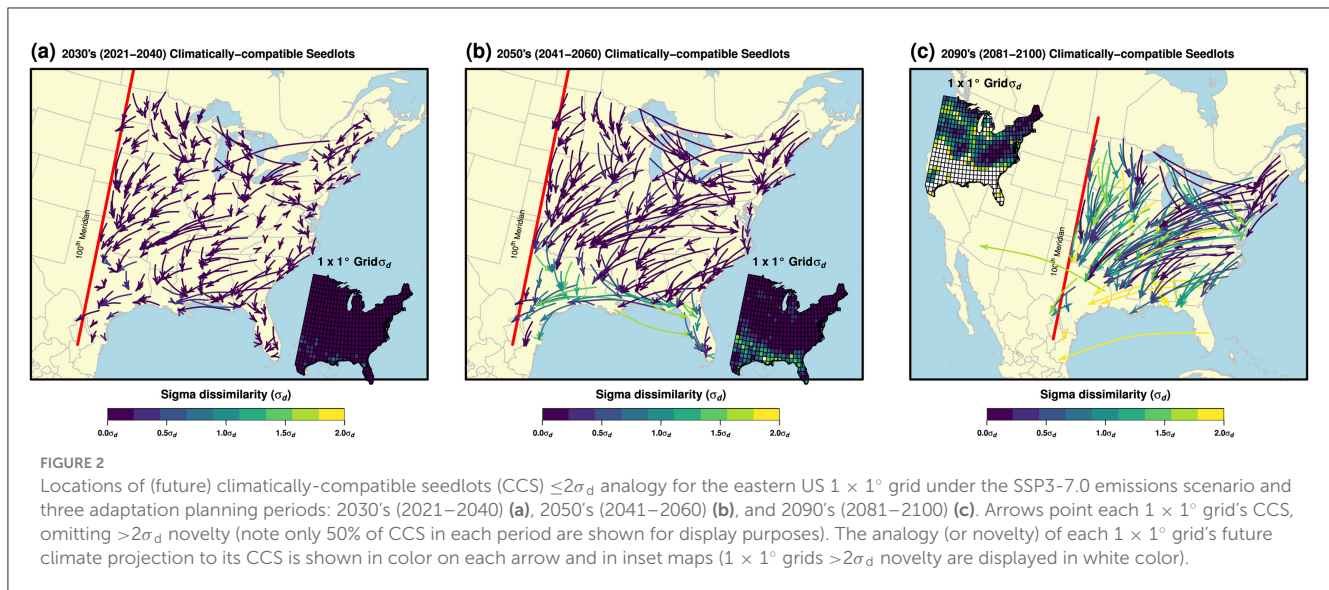 (a) 2030's (2021–2040) Climatically–compatible Seedlots
100th Meridian
1 x 1° Gridσd
Sigma dissimilarity (σd)
0.0σd 0.5σd 1.0σd 1.5σd 2.0σd
(b) 2050's (2041–2060) Climatically–compatible Seedlots
100th Meridian
1 x 1° Gridσd
Sigma dissimilarity (σd)
0.0σd 0.5σd 1.0σd 1.5σd 2.0σd
(c) 2090's (2081–2100) Climatically–compatible Seedlots
1 x 1° Gridσd
100th Meridian
Sigma dissimilarity (σd)
0.0σd 0.5σd 1.0σd 1.5σd 2.0σd
FIGURE 2
Locations of (future) climatically-compatible seedlots (CCS) ≤2σd analogy for the eastern US 1 × 1° grid under the SSP3-7.0 emissions scenario and
three adaptation planning periods: 2030's (2021–2040) (a), 2050's (2041–2060) (b), and 2090's (2081–2100) (c). Arrows point each 1 × 1° grid's CCS,
omitting >2σd novelty (note only 50% of CCS in each period are shown for display purposes). The analogy (or novelty) of each 1 × 1° grid's future
climate projection to its CCS is shown in color on each arrow and in inset maps (1 × 1° grids >2σd novelty are displayed in white color).